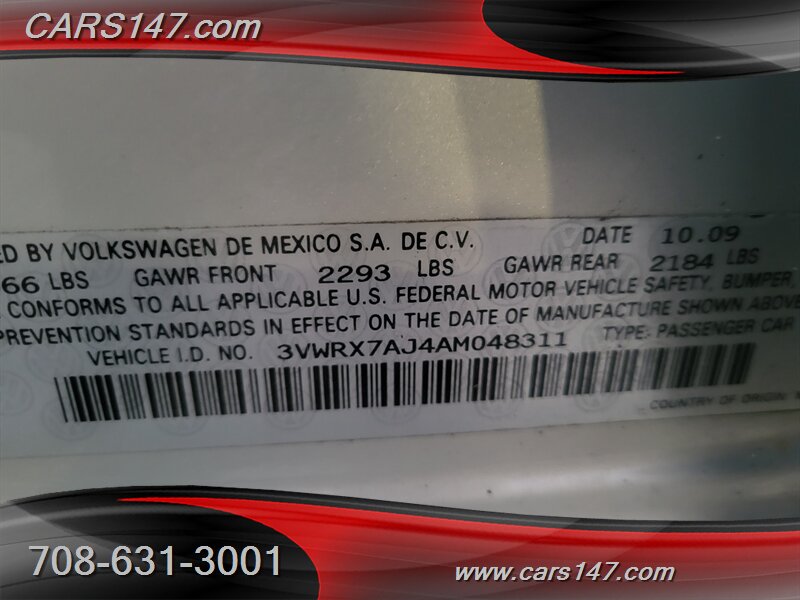 CARS147.com
ED BY VOLKSWAGEN DE MEXICO S.A. DE C.V. DATE 10.09
66 LBS GAWR FRONT 2293 LBS GAWR REAR 2184 LBS
CONFORMS TO ALL APPLICABLE U.S. FEDERAL MOTOR VEHICLE SAFETY, BUMPER,
PREVENTION STANDARDS IN EFFECT ON THE DATE OF MANUFACTURE SHOWN ABOVE
VEHICLE I.D. NO. 3VWRX7AJ4AM048311 TYPE: PASSENGER CAR
COUNTRY OF ORIGIN:
708-631-3001
www.cars147.com